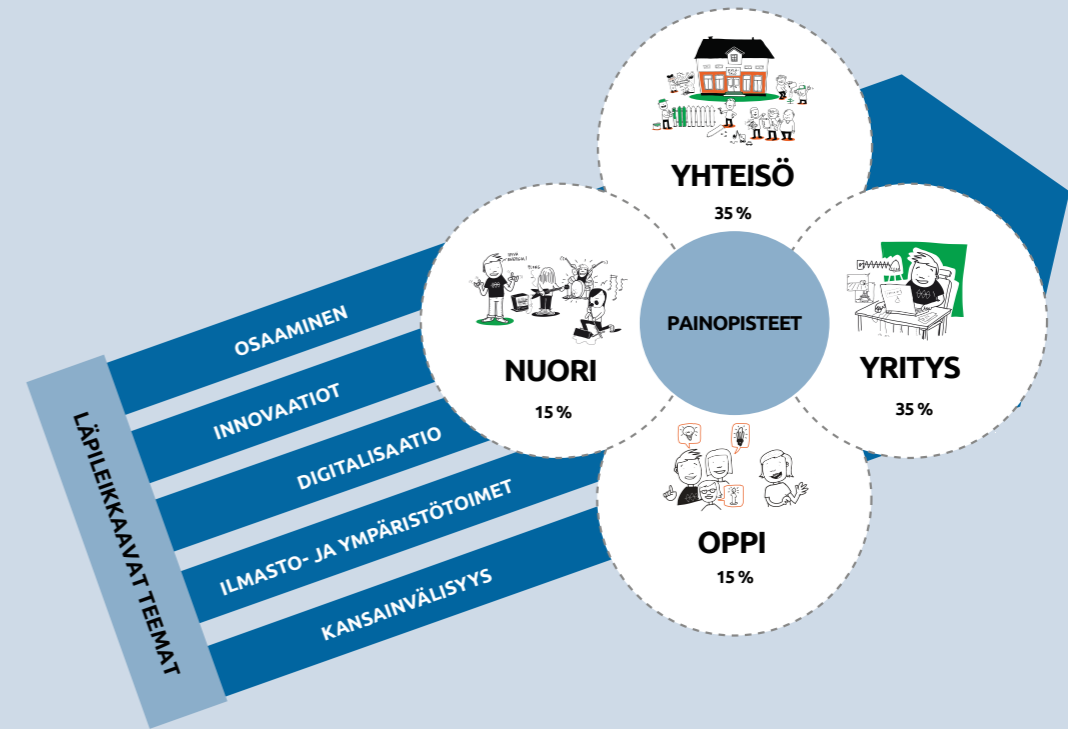 YHTEISÖ
35 %
NUORI
15 %
PAINOPISTEET
YRITYS
35 %
OPPI
15 %
LÄPILEIKKAAVAT TEEMAT
OSAAMINEN
INNOVAATIOT
DIGITALISAATIO
ILMASTO- JA YMPÄRISTÖTOIMET
KANSAINVÄLISYYS